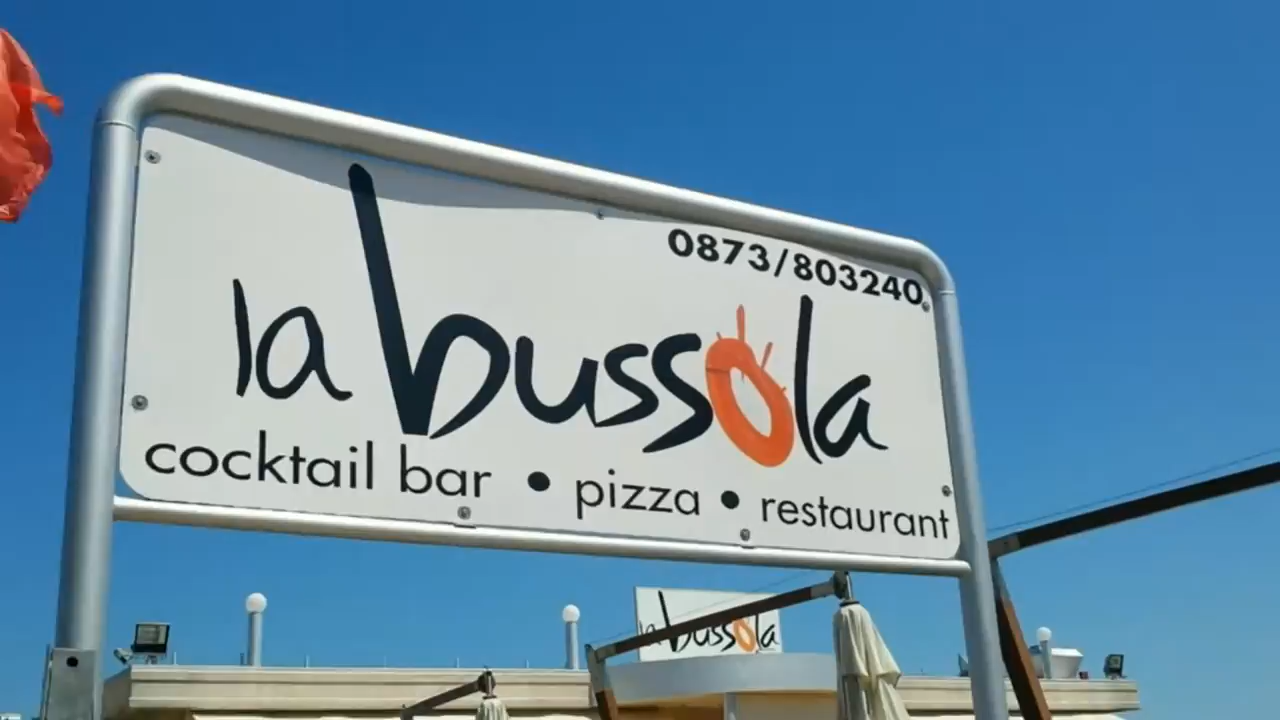 0873/803240
la bussola
cocktail bar • pizza • restaurant
la bussola